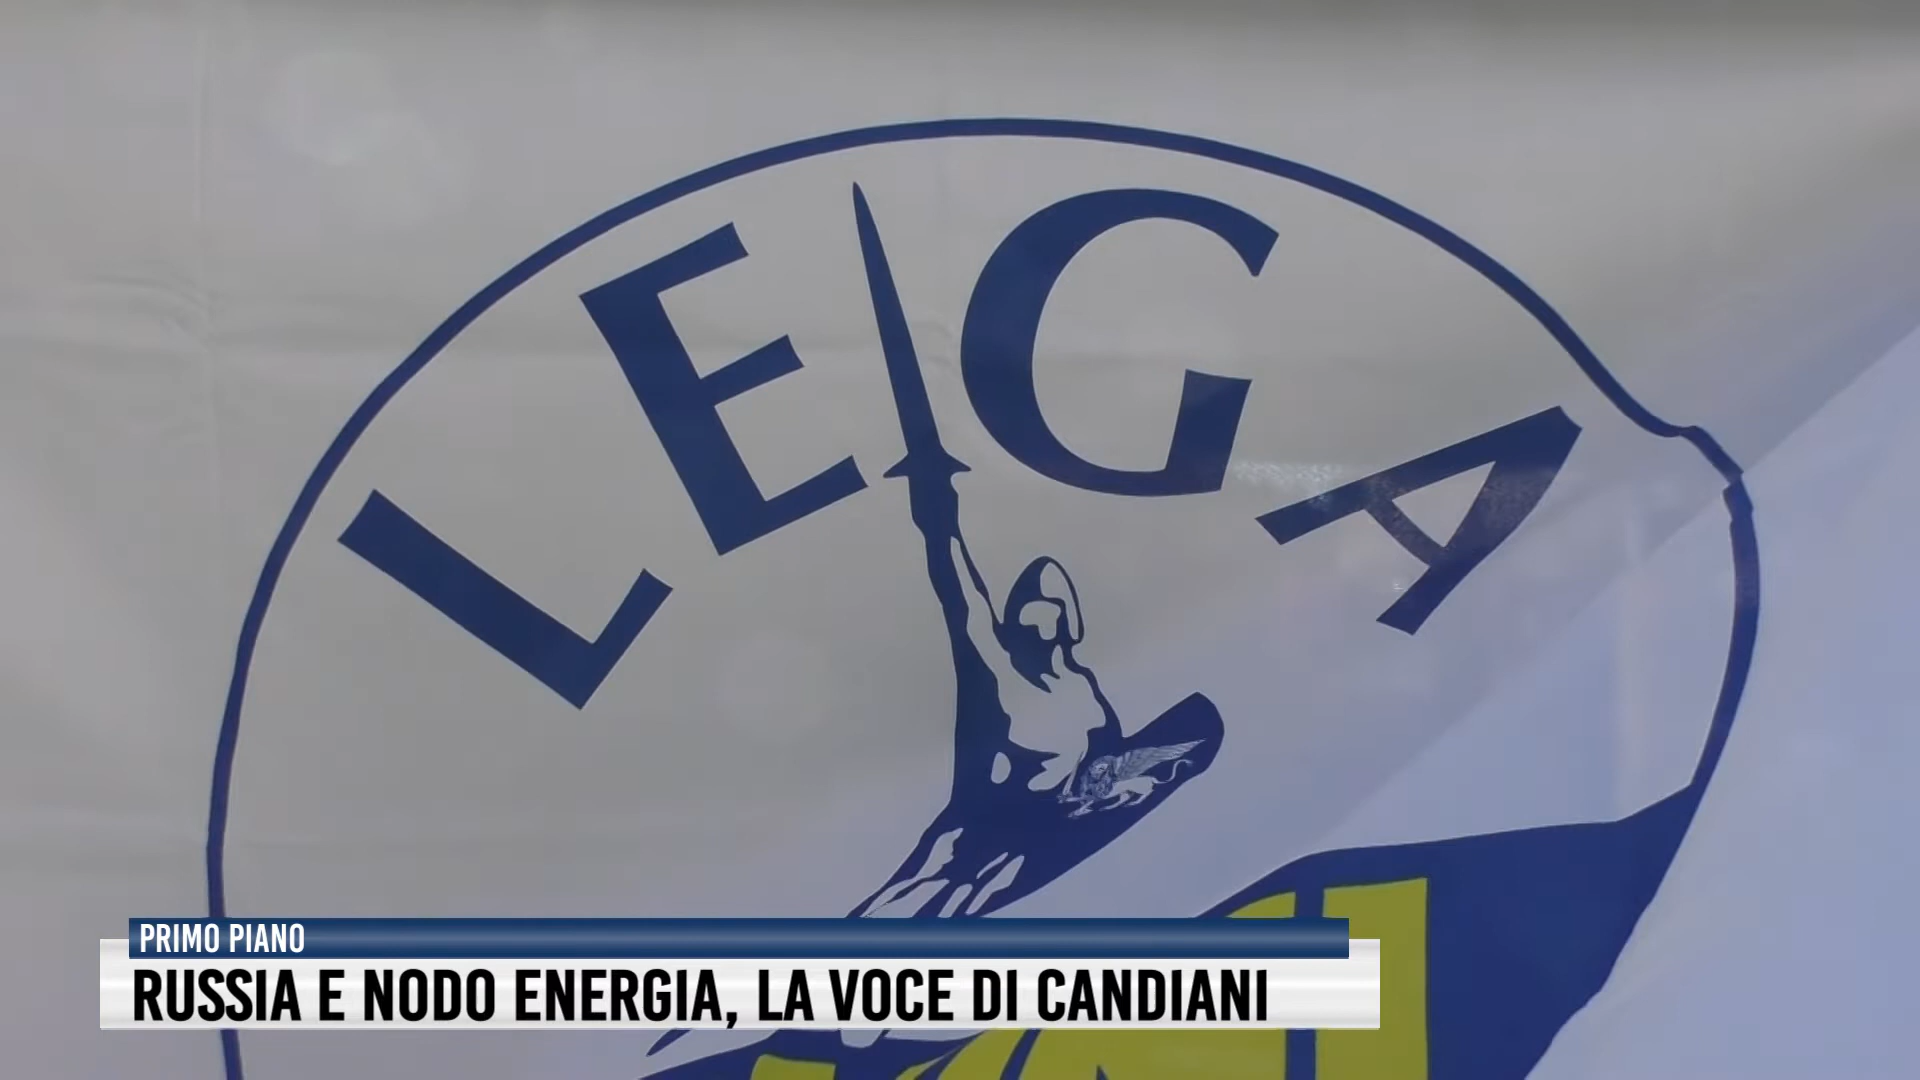 LEGA
PRIMO PIANO
RUSSIA E NODO ENERGIA, LA VOCE DI CANDIANI